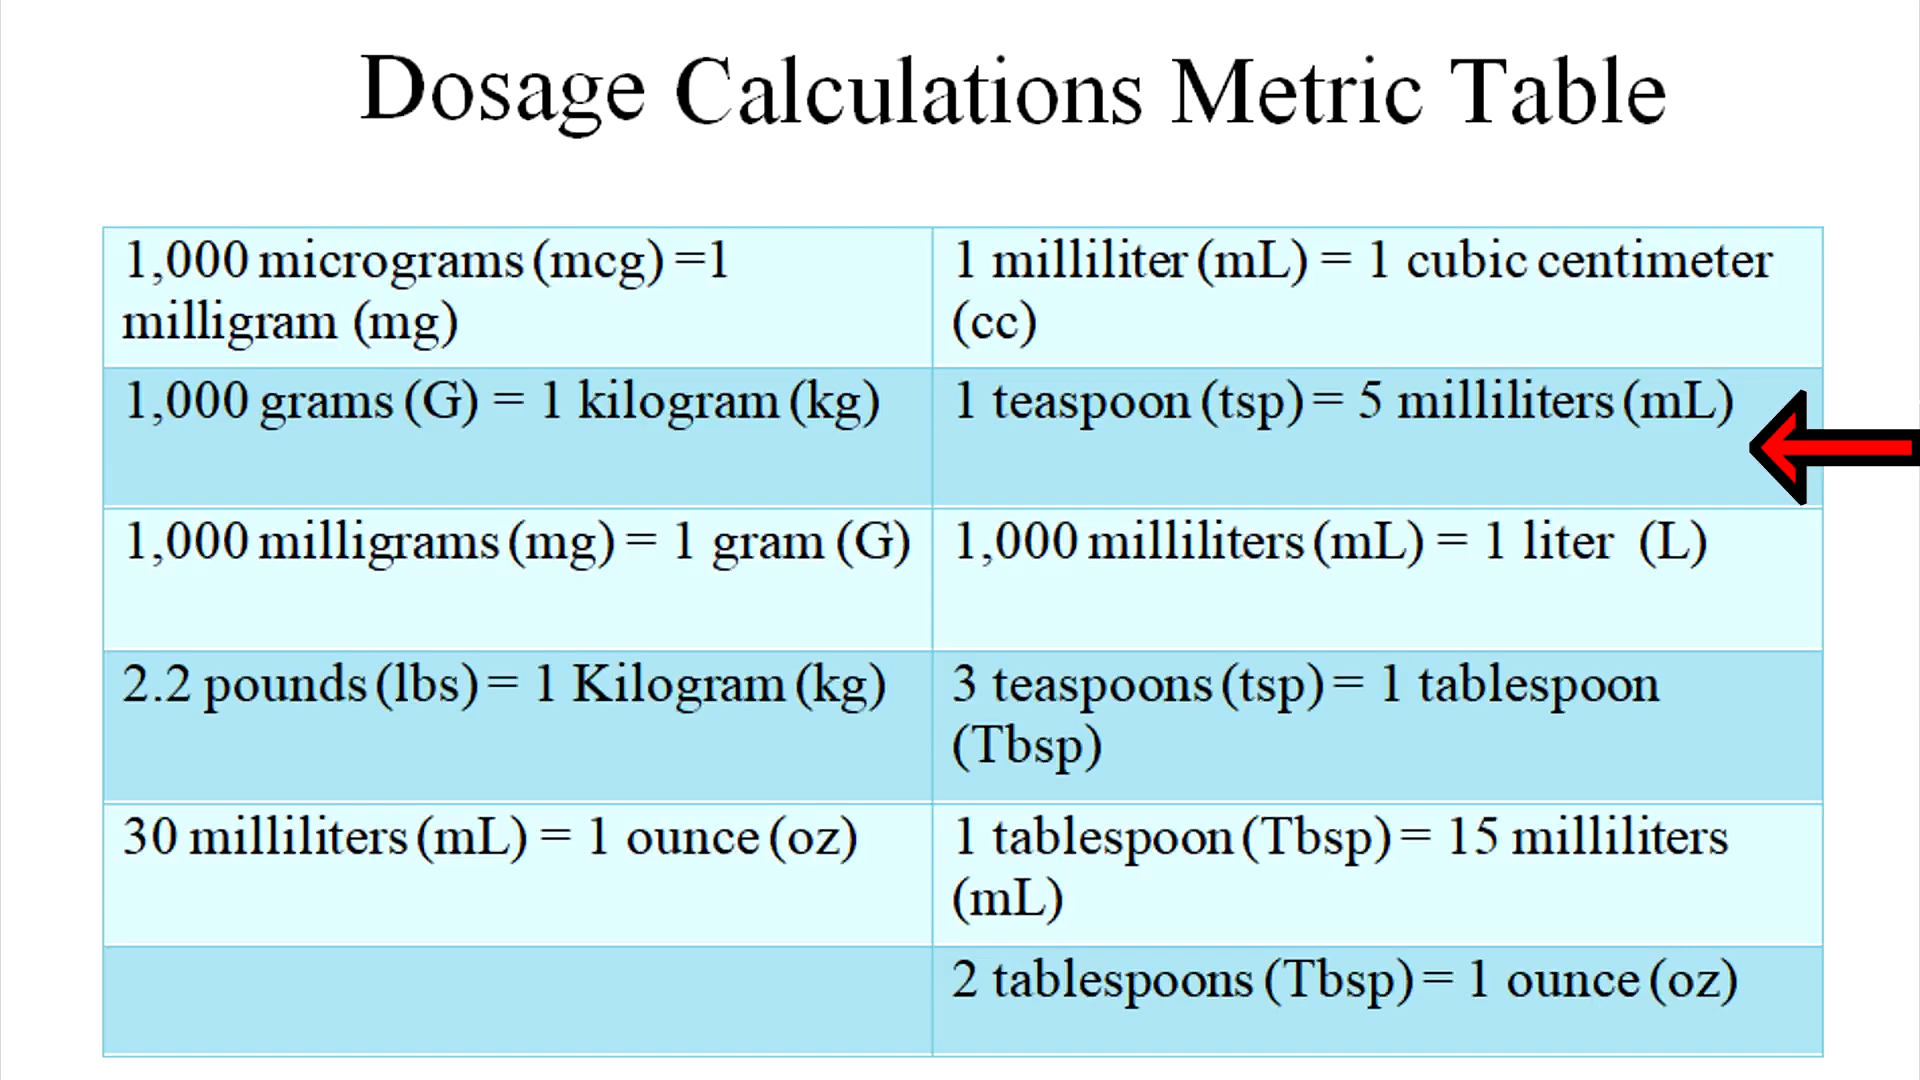 Dosage Calculations Metric Table
1,000 micrograms (mcg) =1
milligram (mg)
1 milliliter (mL) = 1 cubic centimeter
(cc)
1,000 grams (G) = 1 kilogram (kg)
1 teaspoon (tsp) = 5 milliliters (mL)
1,000 milligrams (mg) = 1 gram (G)
1,000 milliliters (mL) = 1 liter (L)
2.2 pounds (lbs) = 1 Kilogram (kg)
3 teaspoons (tsp) = 1 tablespoon
(Tbsp)
30 milliliters (mL) = 1 ounce (oz)
1 tablespoon (Tbsp) = 15 milliliters
(mL)
2 tablespoons (Tbsp) = 1 ounce (oz)